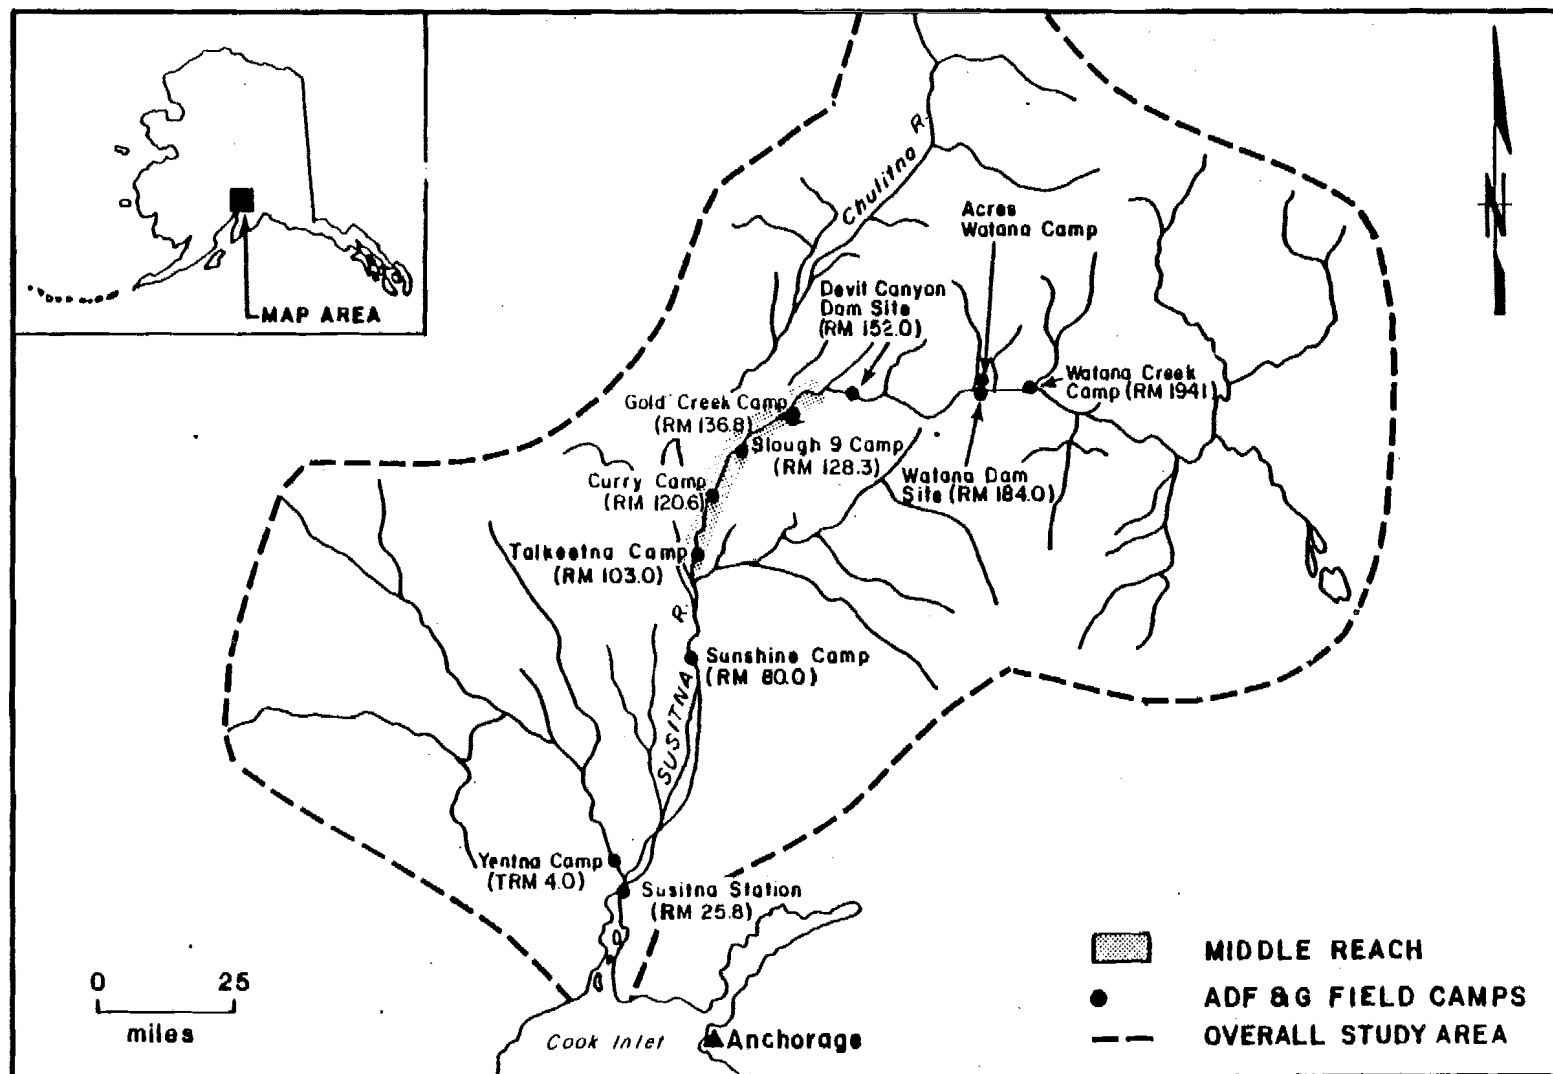 MAP AREA
Chulitna R.
Acres
Watana Camp
Devil Canyon
Dam Site
(RM 152.0)
Watana Creek
Camp (RM 194.1)
Gold Creek Camp
(RM 136.8)
Slough 9 Camp
(RM 128.3)
Watana Dam
Site (RM 184.0)
Curry Camp
(RM 120.6)
Talkeetna Camp
(RM 103.0)
SUSITNA R.
Sunshine Camp
(RM 80.0)
Yentna Camp
(TRM 4.0)
Susitna Station
(RM 25.8)
N
0 25
miles
Cook Inlet
Anchorage
MIDDLE REACH
ADF & G FIELD CAMPS
OVERALL STUDY AREA